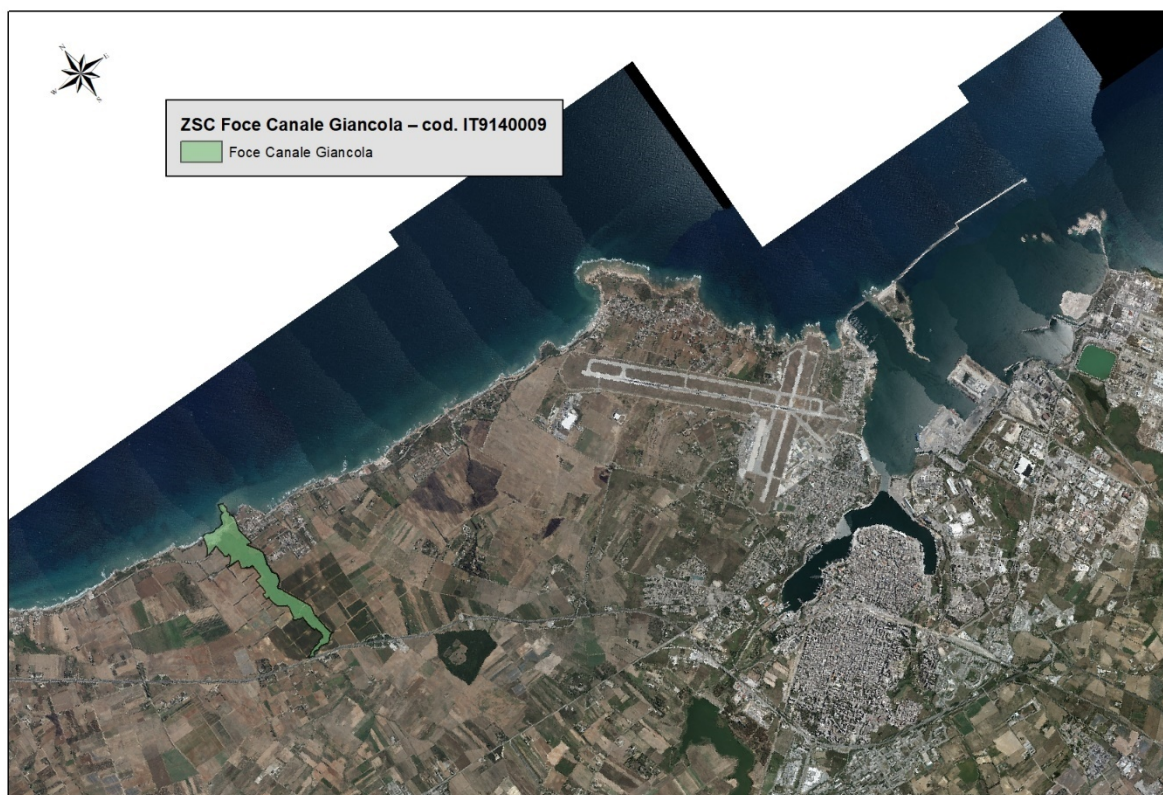 N
E
W
S
ZSC Foce Canale Giancola – cod. IT9140009
Foce Canale Giancola